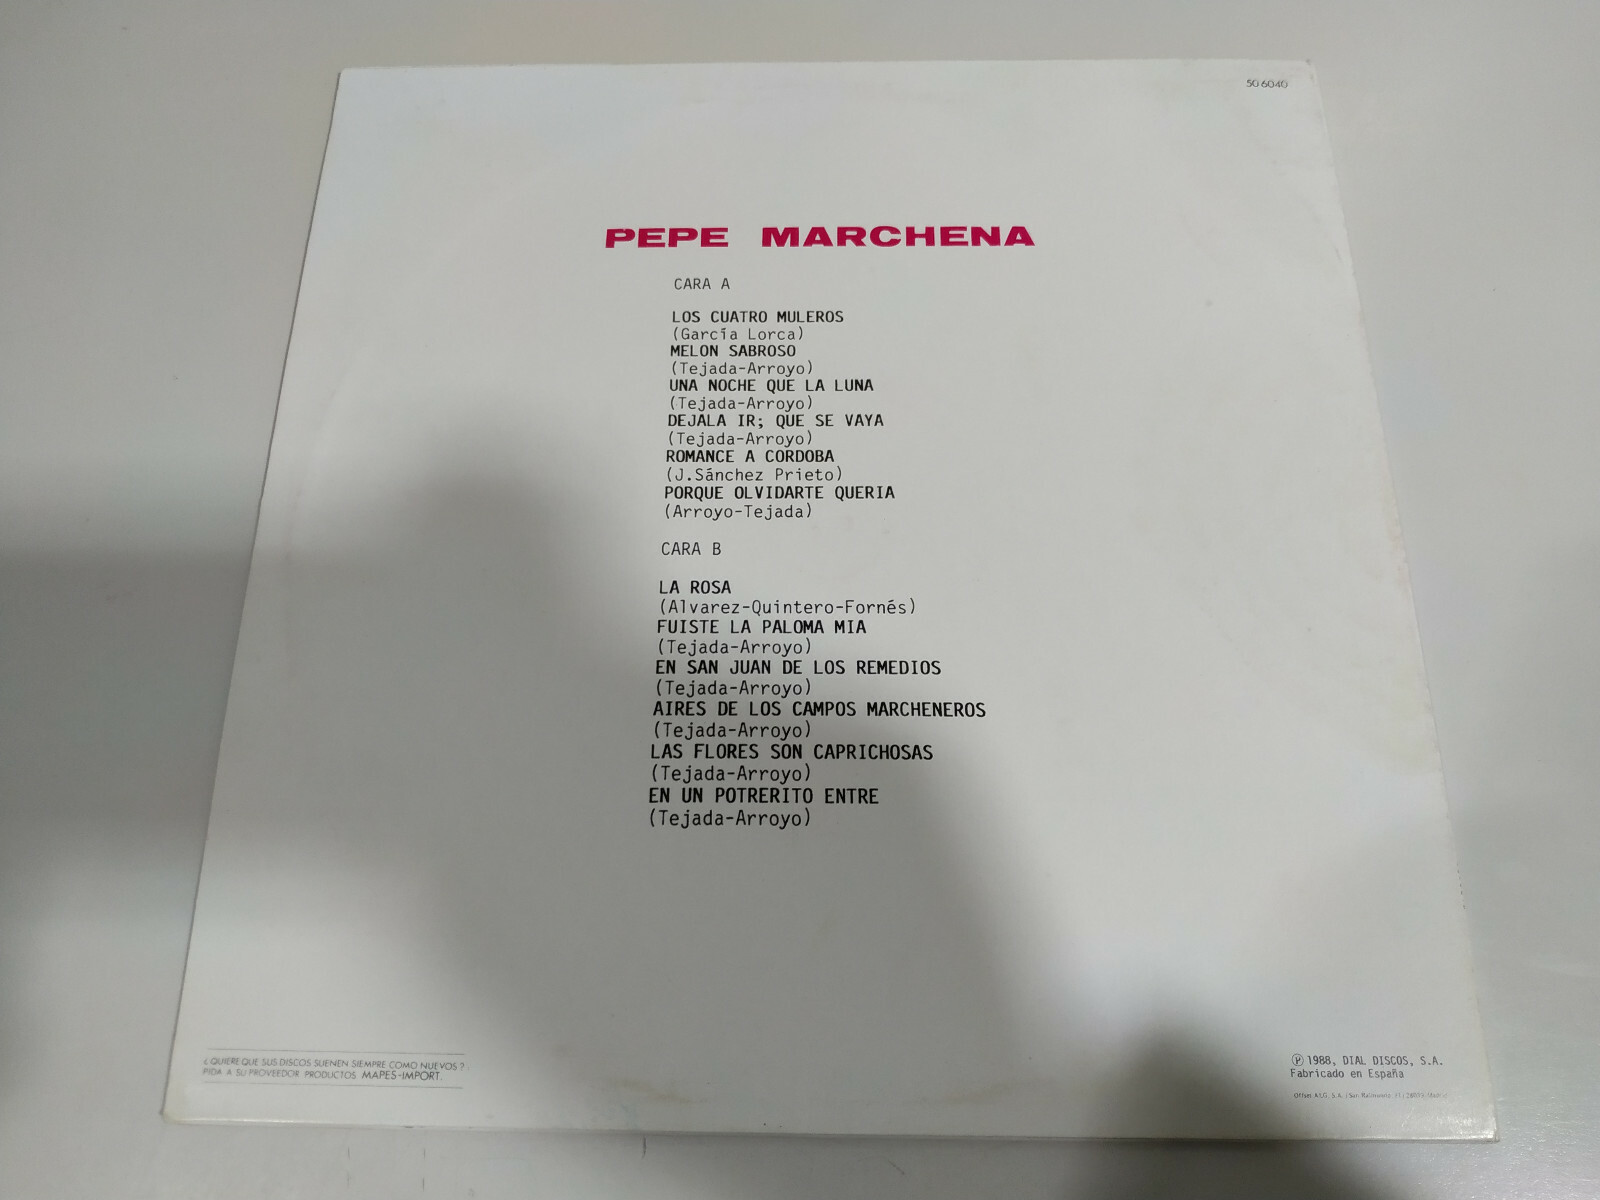 50 6040
PEPE MARCHENA
CARA A
LOS CUATRO MULEROS
(García Lorca)
MELON SABROSO
(Tejada-Arroyo)
UNA NOCHE QUE LA LUNA
(Tejada-Arroyo)
DEJALA IR; QUE SE VAYA
(Tejada-Arroyo)
ROMANCE A CORDOBA
(J.Sánchez Prieto)
PORQUE OLVIDARTE QUERIA
(Arroyo-Tejada)
CARA B
LA ROSA
(Alvarez-Quintero-Fornés)
FUISTE LA PALOMA MIA
(Tejada-Arroyo)
EN SAN JUAN DE LOS REMEDIOS
(Tejada-Arroyo)
AIRES DE LOS CAMPOS MARCHENEROS
(Tejada-Arroyo)
LAS FLORES SON CAPRICHOSAS
(Tejada-Arroyo)
EN UN POTRERITO ENTRE
(Tejada-Arroyo)
¿QUIERE QUE SUS DISCOS SUENEN SIEMPRE COMO NUEVOS?
PIDA A SU PROVEEDOR PRODUCTOS MAPES-IMPORT.
Ⓟ 1988, DIAL DISCOS, S.A.
Fabricado en España
Offset